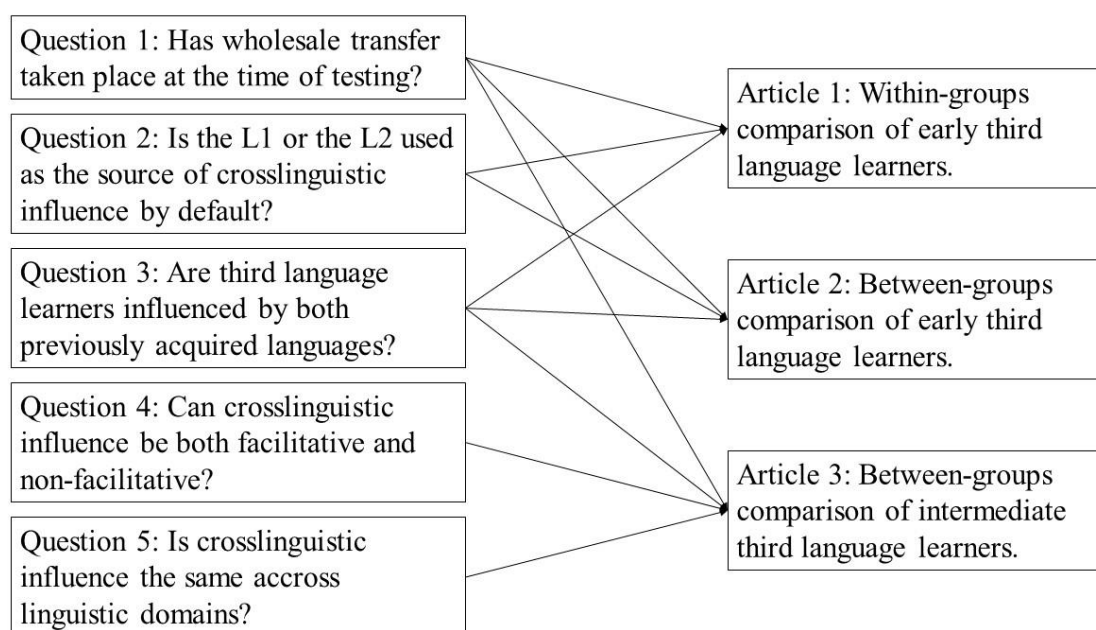 Question 1: Has wholesale transfer
taken place at the time of testing?
Question 2: Is the L1 or the L2 used
as the source of crosslinguistic
influence by default?
Question 3: Are third language
learners influenced by both
previously acquired languages?
Question 4: Can crosslinguistic
influence be both facilitative and
non-facilitative?
Question 5: Is crosslinguistic
influence the same accross
linguistic domains?
Article 1: Within-groups
comparison of early third
language learners.
Article 2: Between-groups
comparison of early third
language learners.
Article 3: Between-groups
comparison of intermediate
third language learners.